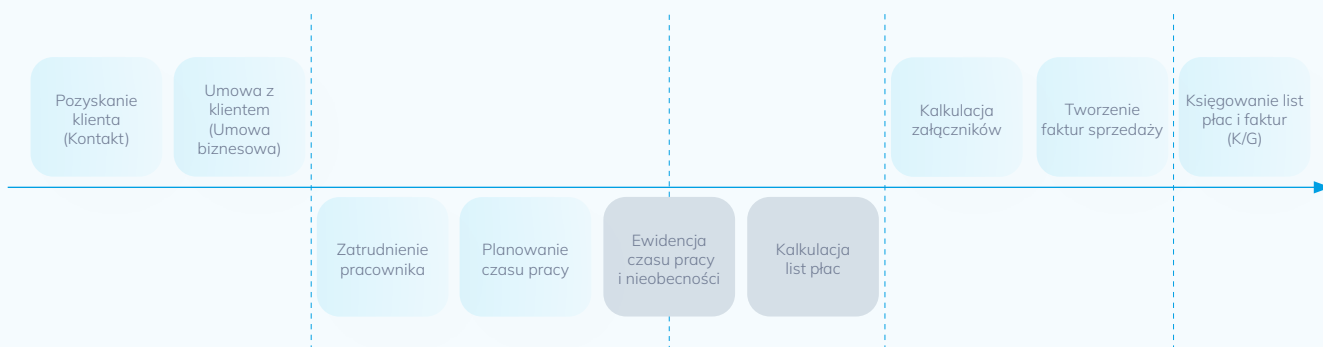 Pozyskanie
klienta
(Kontakt)
Umowa z
klientem
(Umowa
biznesowa)
Zatrudnienie
pracownika
Planowanie
czasu pracy
Ewidencja
czasu pracy
i nieobecności
Kalkulacja
list płac
Kalkulacja
załączników
Tworzenie
faktur sprzedaży
Księgowanie list
płac i faktur
(K/G)